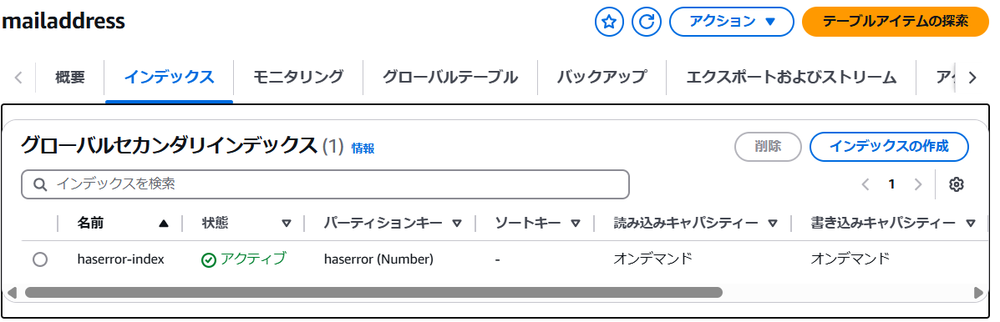 mailaddress
アクション
テーブルアイテムの探索
概要 インデックス モニタリング グローバルテーブル バックアップ エクスポートおよびストリーム
グローバルセカンダリインデックス (1) 情報
削除 インデックスの作成
インデックスを検索
1
名前 状態 パーティションキー ソートキー 読み込みキャパシティー 書き込みキャパシティー
haserror-index アクティブ haserror (Number) - オンデマンド オンデマンド